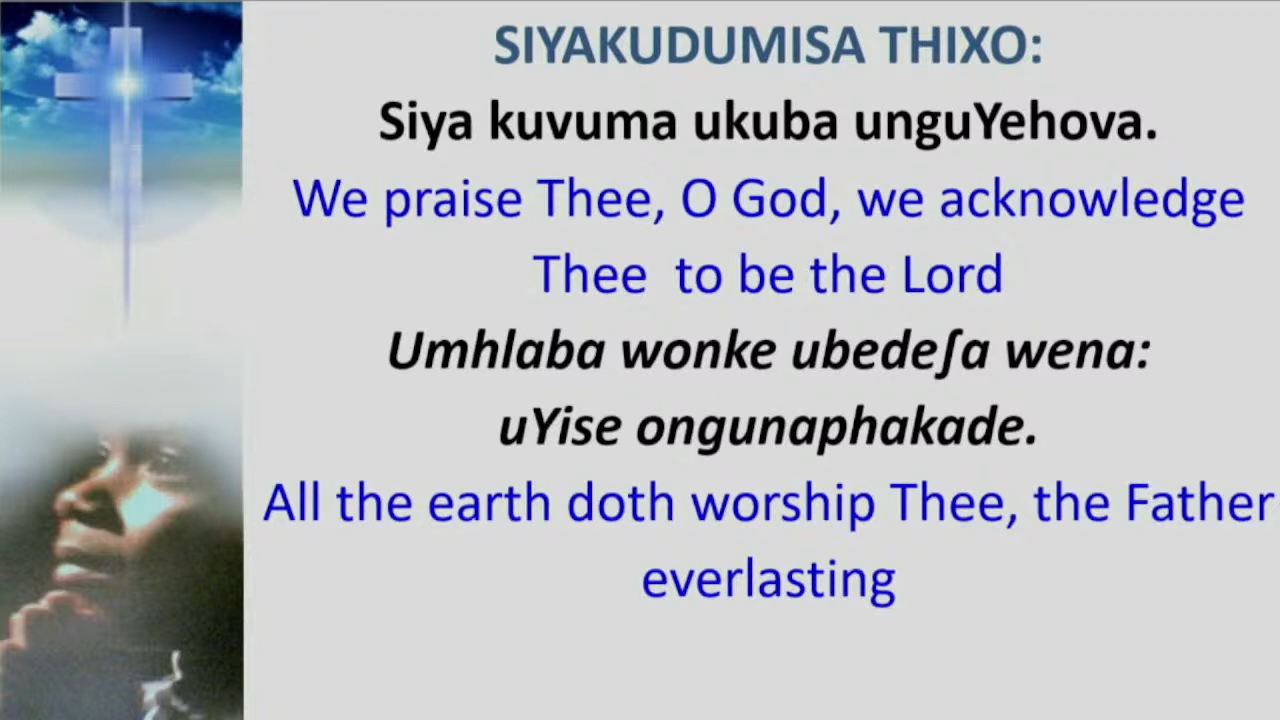 SIYAKUDUMISA THIXO:
Siya kuvuma ukuba unguYehova.
We praise Thee, O God, we acknowledge
Thee  to be the Lord
Umhlaba wonke ubedeʃa wena:
uYise ongunaphakade.
All the earth doth worship Thee, the Father
everlasting